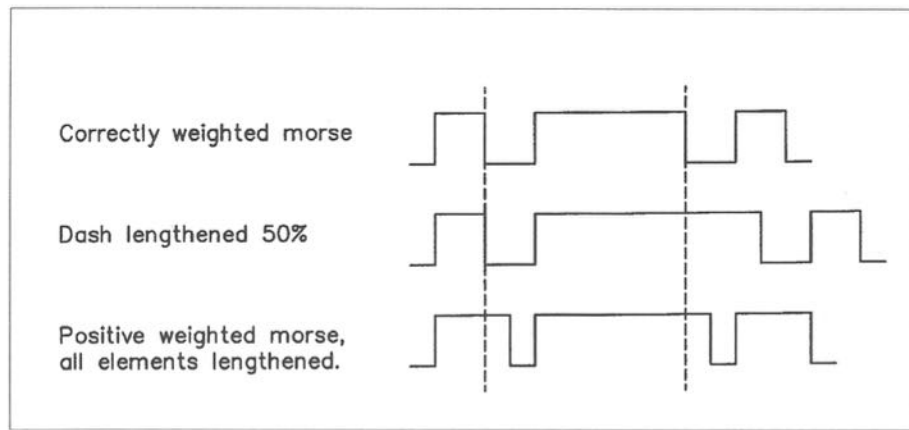 Correctly weighted morse
Dash lengthened 50%
Positive weighted morse,
all elements lengthened.